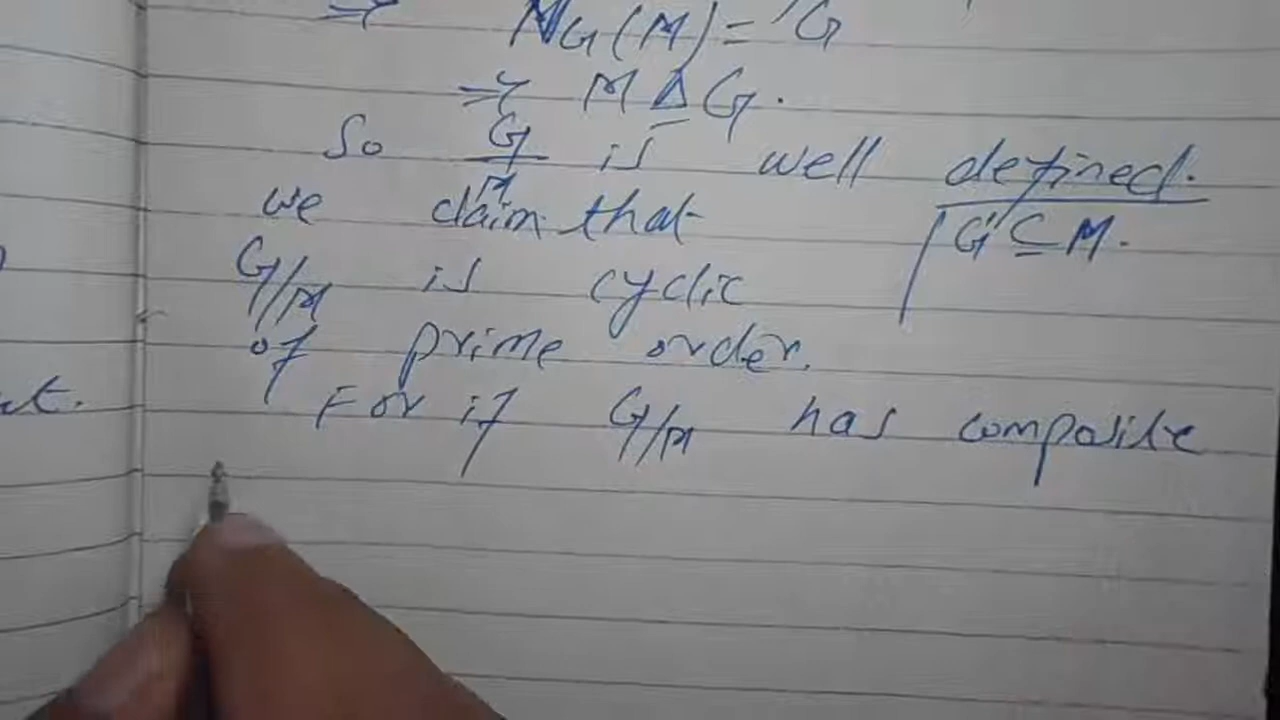 ⇒ NG(M) = G
⇒ M ⊴ G.
So G/M is well defined.
we claim that
G' ⊆ M.
G/M is cyclic
of prime order.
For if G/M has composite